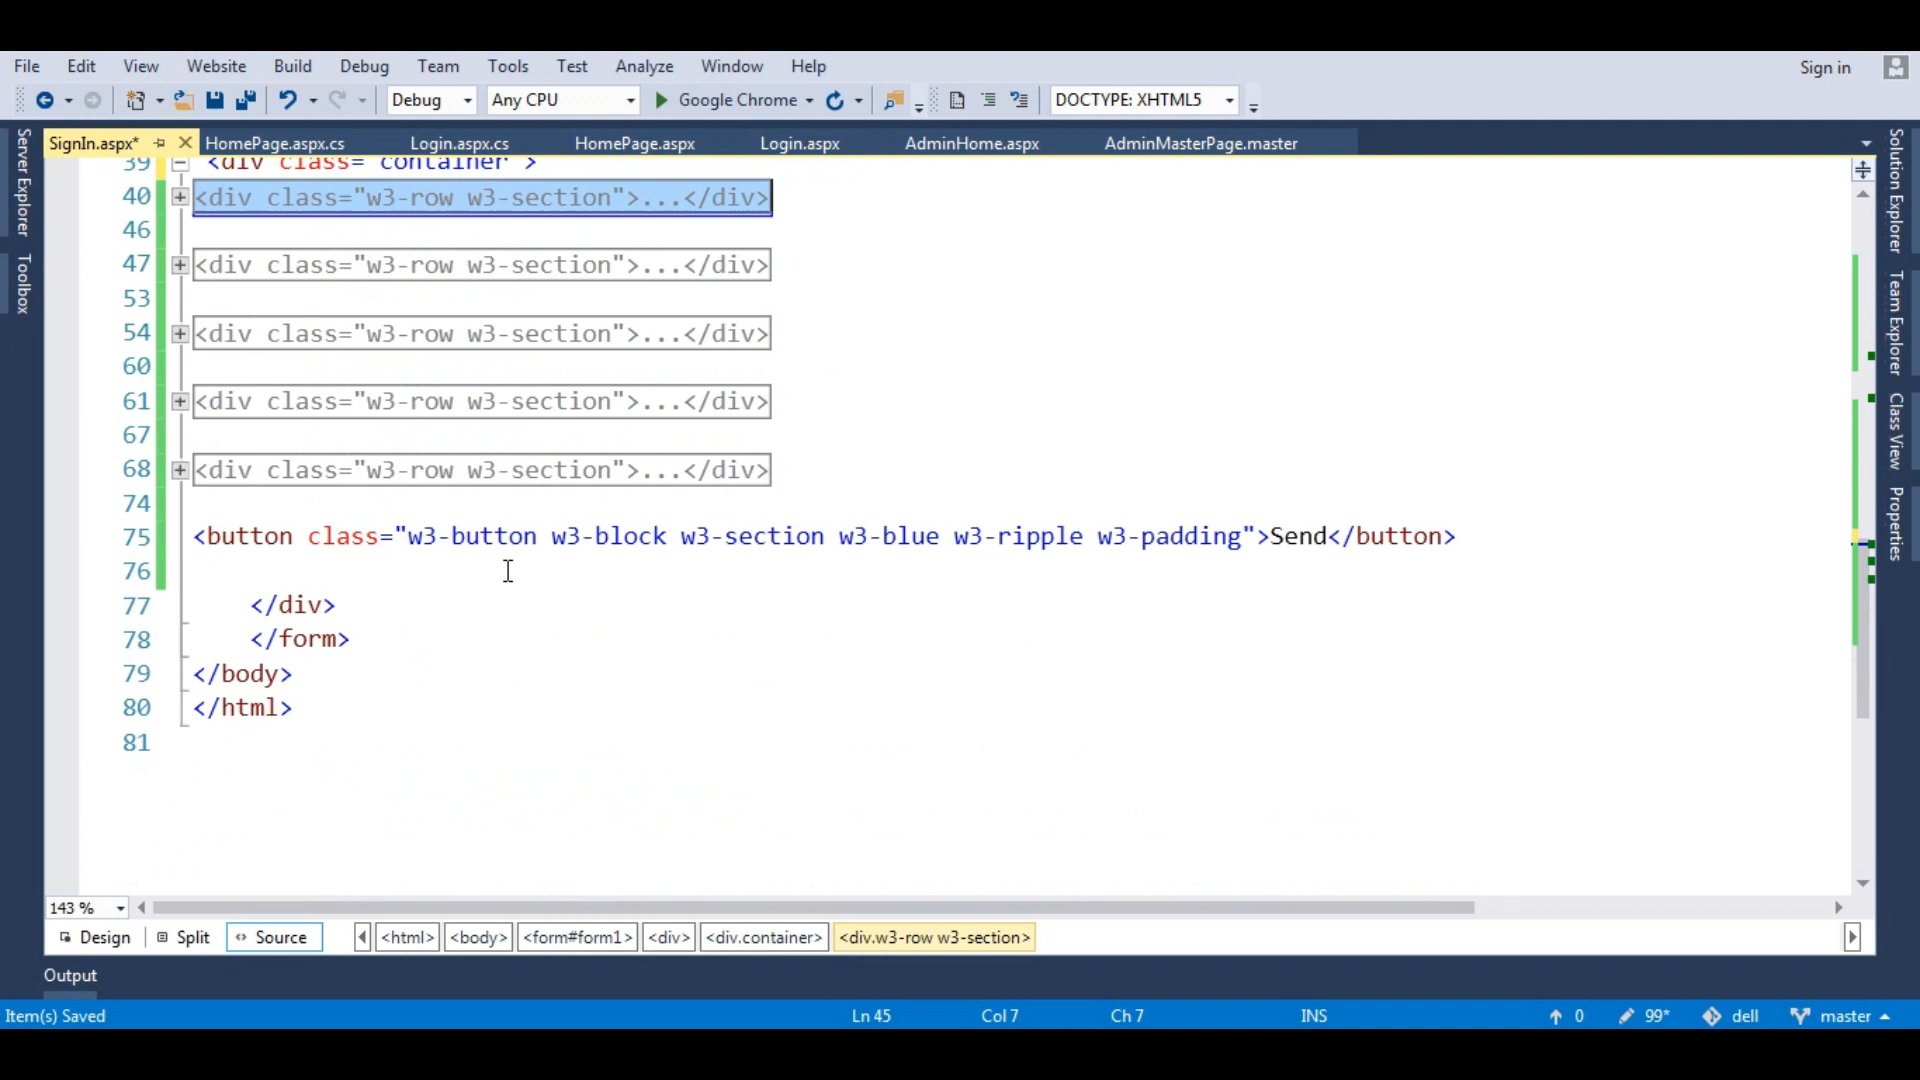 File Edit View Website Build Debug Team Tools Test Analyze Window Help Sign in
Debug Any CPU Google Chrome DOCTYPE: XHTML5
SignIn.aspx* HomePage.aspx.cs Login.aspx.cs HomePage.aspx Login.aspx AdminHome.aspx AdminMasterPage.master
Server Explorer
Toolbox
Solution Explorer
Team Explorer
Class View
Properties
39 <div class="container">
40 <div class="w3-row w3-section">...</div>
46
47 <div class="w3-row w3-section">...</div>
53
54 <div class="w3-row w3-section">...</div>
60
61 <div class="w3-row w3-section">...</div>
67
68 <div class="w3-row w3-section">...</div>
74
75 <button class="w3-button w3-block w3-section w3-blue w3-ripple w3-padding">Send</button>
76
77 </div>
78 </form>
79 </body>
80 </html>
81
143 %
Design Split Source <html> <body> <form#form1> <div> <div.container> <div.w3-row w3-section>
Output
Item(s) Saved Ln 45 Col 7 Ch 7 INS 0 99* dell master